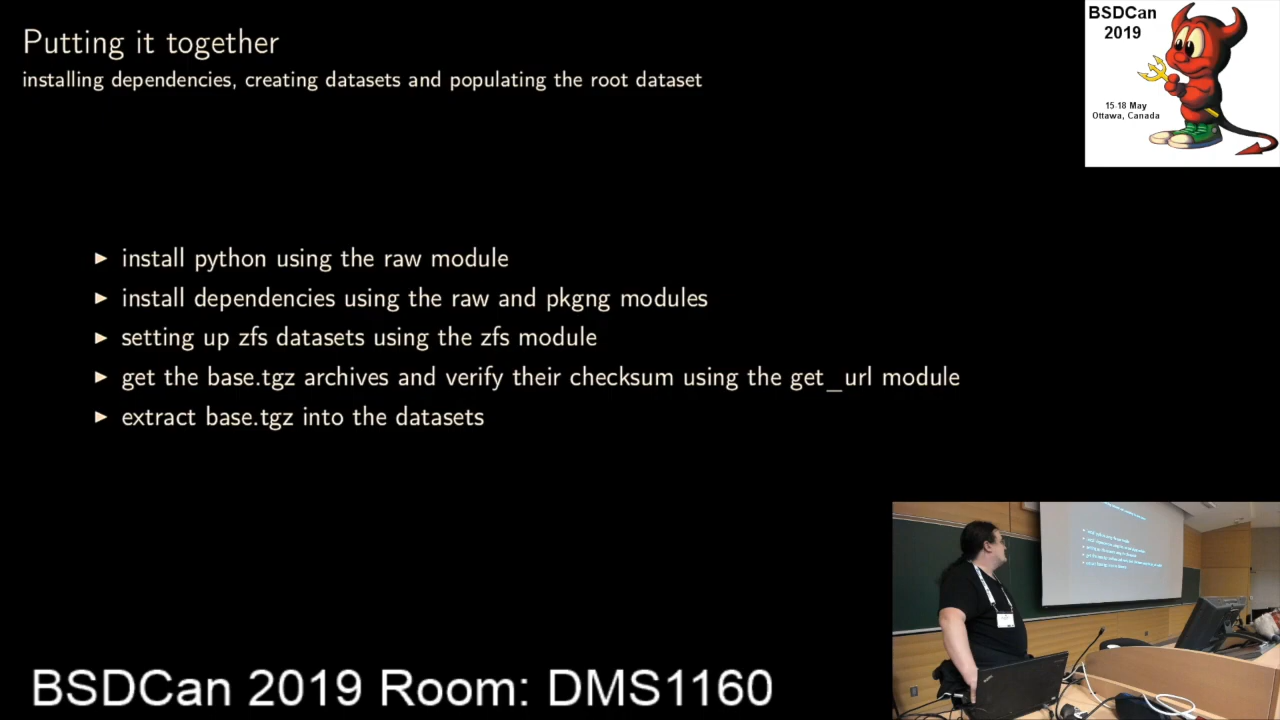 Putting it together
installing dependencies, creating datasets and populating the root dataset
BSDCan
2019
15-18 May
Ottawa, Canada
► install python using the raw module
► install dependencies using the raw and pkgng modules
► setting up zfs datasets using the zfs module
► get the base.tgz archives and verify their checksum using the get_url module
► extract base.tgz into the datasets
BSDCan 2019 Room: DMS1160